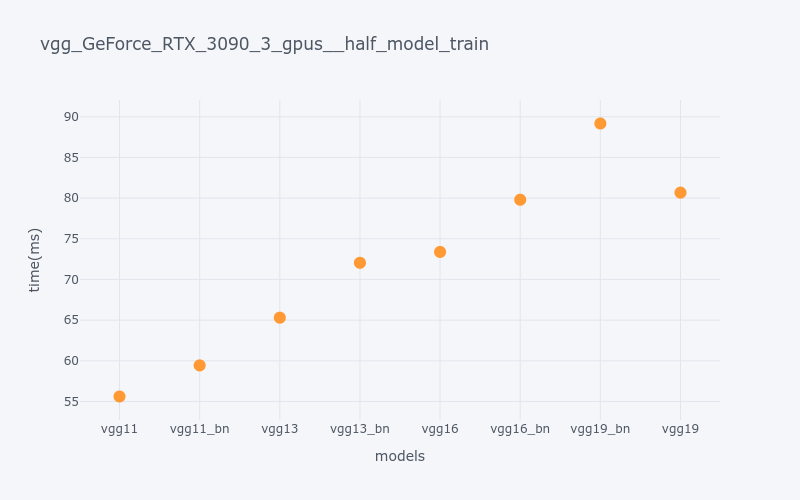 vgg_GeForce_RTX_3090_3_gpus__half_model_train
90
85
80
75
70
65
60
55
time(ms)
vgg11 vgg11_bn vgg13 vgg13_bn vgg16 vgg16_bn vgg19_bn vgg19
models